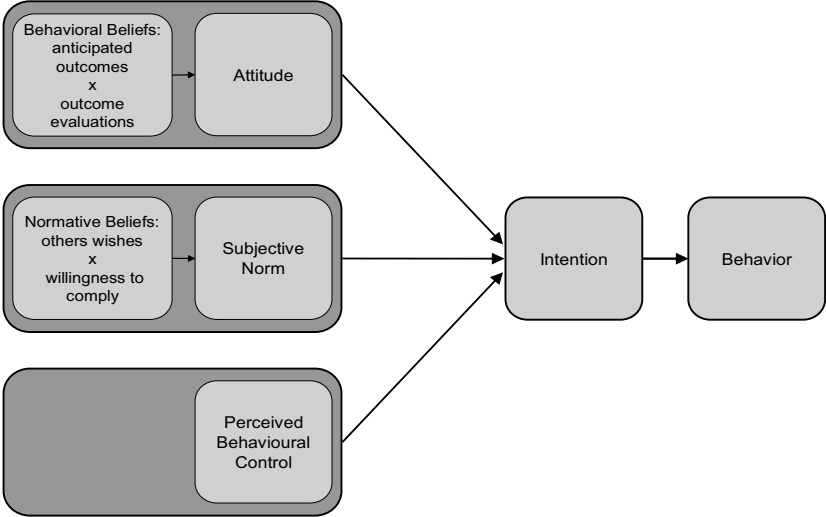 Behavioral Beliefs:
anticipated
outcomes
x
outcome
evaluations
Attitude
Normative Beliefs:
others wishes
x
willingness to
comply
Subjective
Norm
Perceived
Behavioural
Control
Intention
Behavior